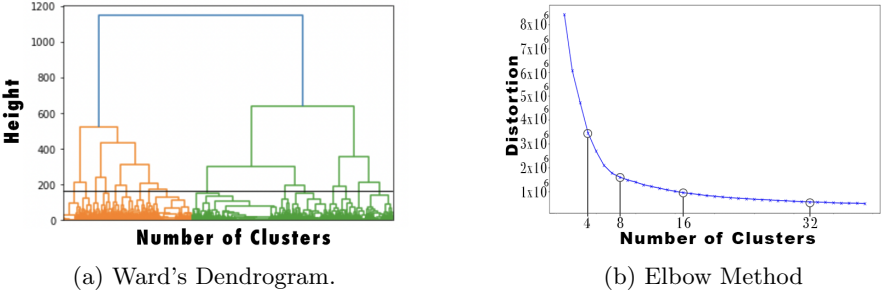 1200
1000
800
600
400
200
0
Height
Number of Clusters
(a) Ward's Dendrogram.
8x10^6
7x10^6
6x10^6
5x10^6
4x10^6
3x10^6
2x10^6
1x10^6
Distortion
4 8 16 32
Number of Clusters
(b) Elbow Method